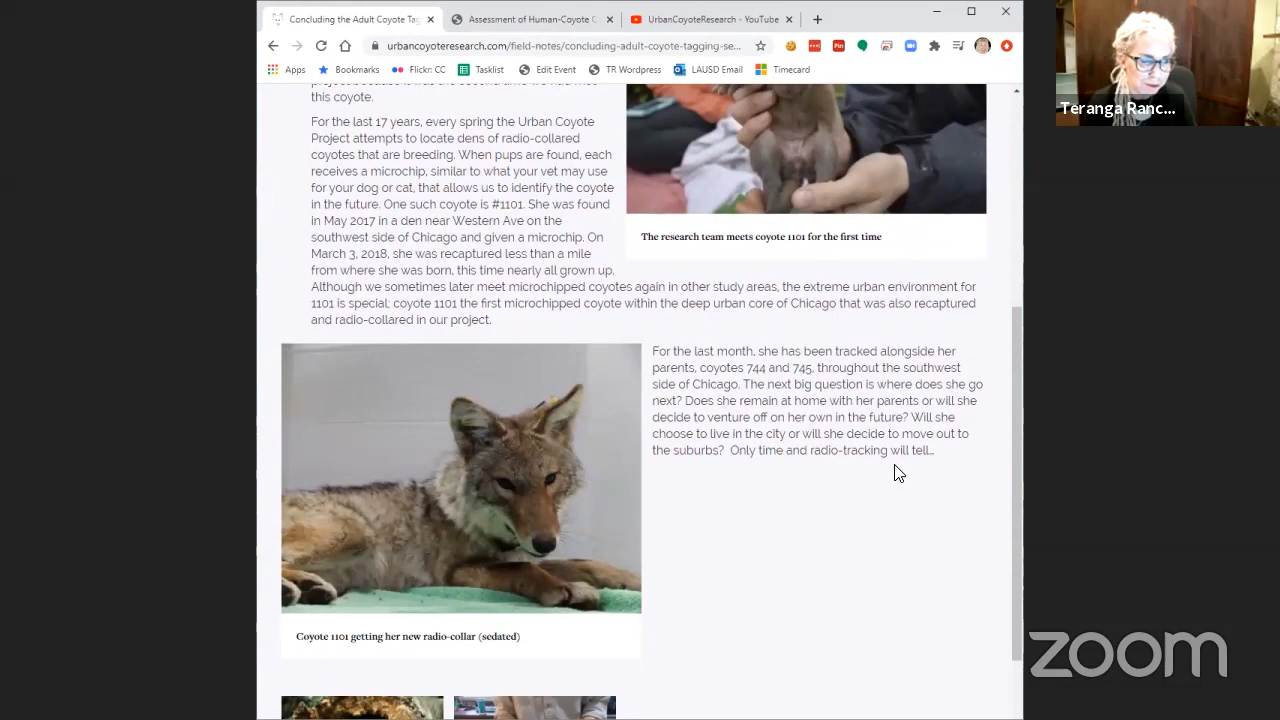 Concluding the Adult Coyote Tag
Assessment of Human-Coyote C
UrbanCoyoteResearch - YouTube
urbancoyoteresearch.com/field-notes/concluding-adult-coyote-tagging-se...
Apps
Bookmarks
Flickr: CC
Tasklist
Edit Event
TR Wordpress
LAUSD Email
Timecard
Teranga Ranc...
this coyote.
For the last 17 years, every spring the Urban Coyote
Project attempts to locate dens of radio-collared
coyotes that are breeding. When pups are found, each
receives a microchip, similar to what your vet may use
for your dog or cat, that allows us to identify the coyote
in the future. One such coyote is #1101. She was found
in May 2017 in a den near Western Ave on the
southwest side of Chicago and given a microchip. On
March 3, 2018, she was recaptured less than a mile
from where she was born, this time nearly all grown up.
Although we sometimes later meet microchipped coyotes again in other study areas, the extreme urban environment for
1101 is special; coyote 1101 the first microchipped coyote within the deep urban core of Chicago that was also recaptured
and radio-collared in our project.
The research team meets coyote 1101 for the first time
For the last month, she has been tracked alongside her
parents, coyotes 744 and 745, throughout the southwest
side of Chicago. The next big question is where does she go
next? Does she remain at home with her parents or will she
decide to venture off on her own in the future? Will she
choose to live in the city or will she decide to move out to
the suburbs? Only time and radio-tracking will tell...
Coyote 1101 getting her new radio-collar (sedated)
zoom